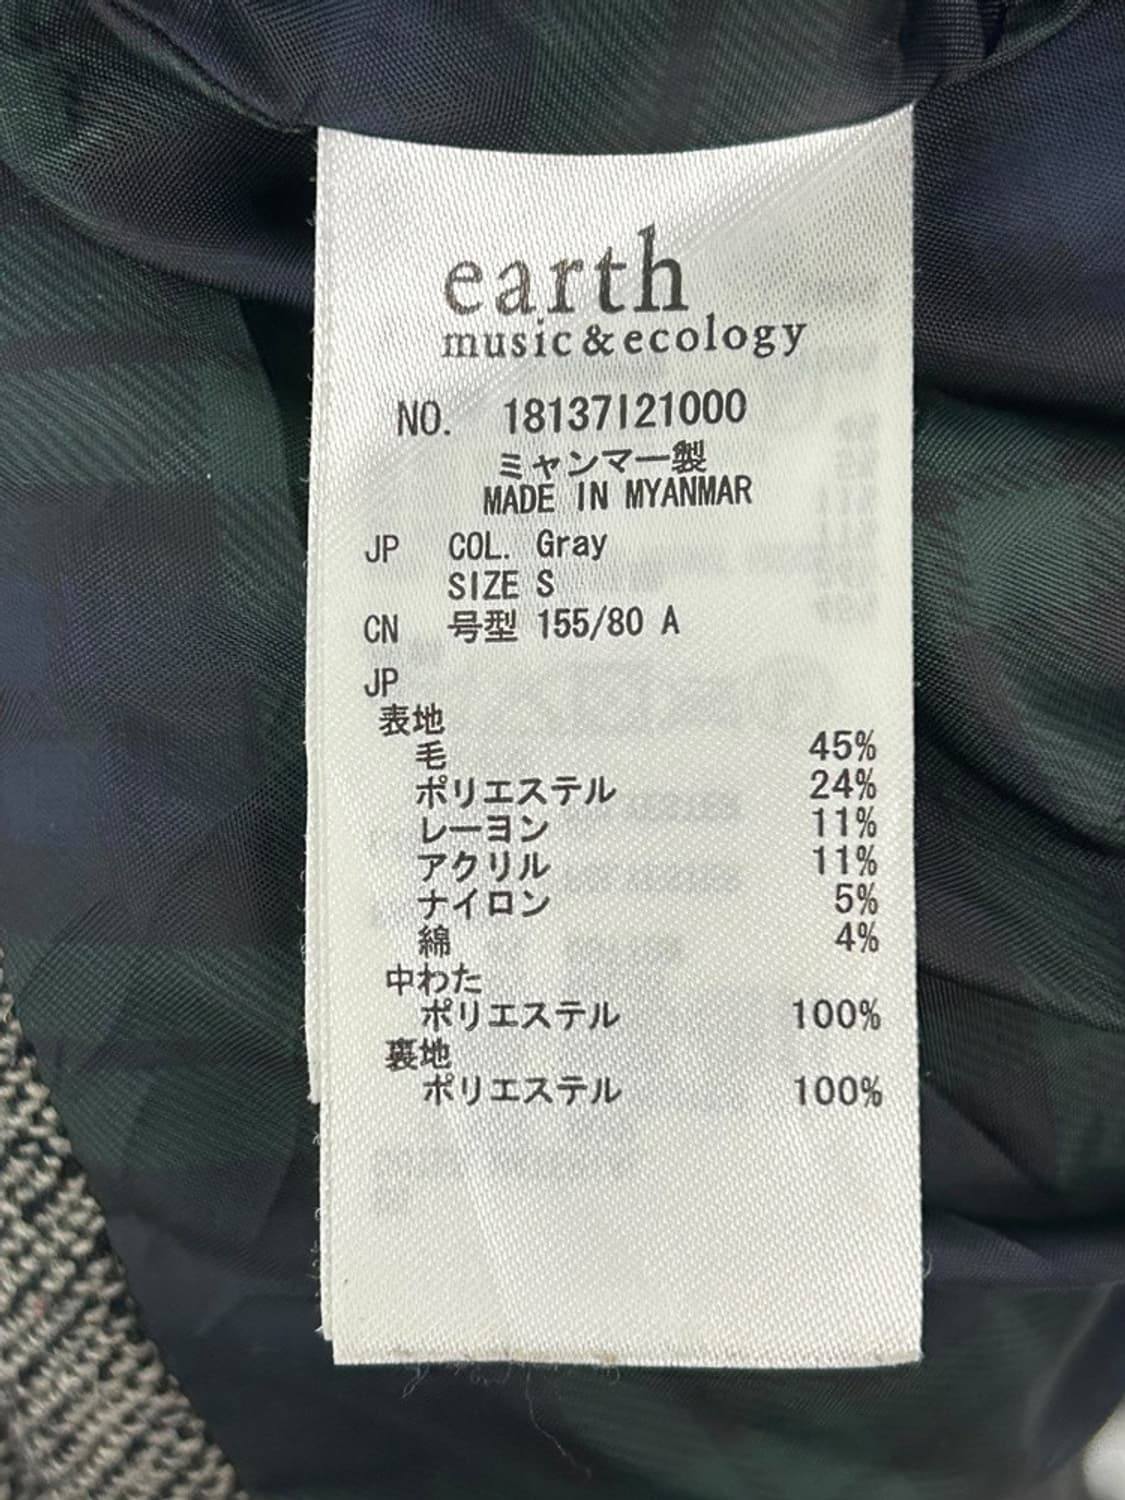 earth
music&ecology
NO. 18137121000
ミャンマー製
MADE IN MYANMAR
JP COL. Gray
SIZE S
CN 号型 155/80 A
JP
表地
毛 45%
ポリエステル 24%
レーヨン 11%
アクリル 11%
ナイロン 5%
綿 4%
中わた
ポリエステル 100%
裏地
ポリエステル 100%